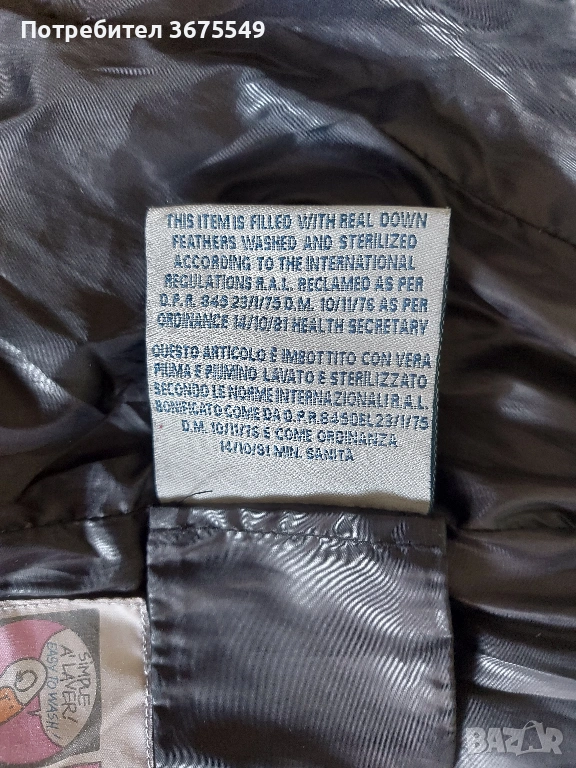 Потребител 3675549
THIS ITEM IS FILLED WITH REAL DOWN
FEATHERS WASHED AND STERILIZED
ACCORDING TO THE INTERNATIONAL
REGULATIONS R.A.L. RECLAMED AS PER
D.P.R. 845 23/1/75 D.M. 10/11/76 AS PER
ORDINANCE 14/10/81 HEALTH SECRETARY
QUESTO ARTICOLO È IMBOTTITO CON VERA
PIUMA E PIUMINO LAVATO E STERILIZZATO
SECONDO LE NORME INTERNAZIONALI R.A.L.
BONIFICATO COME DA D.P.R. 845 DEL 23/1/75
D.M. 10/11/76 E COME ORDINANZA
14/10/81 MIN. SANITÀ
SIMPLE
A LAVER!
EASY TO WASH!
BAZAR